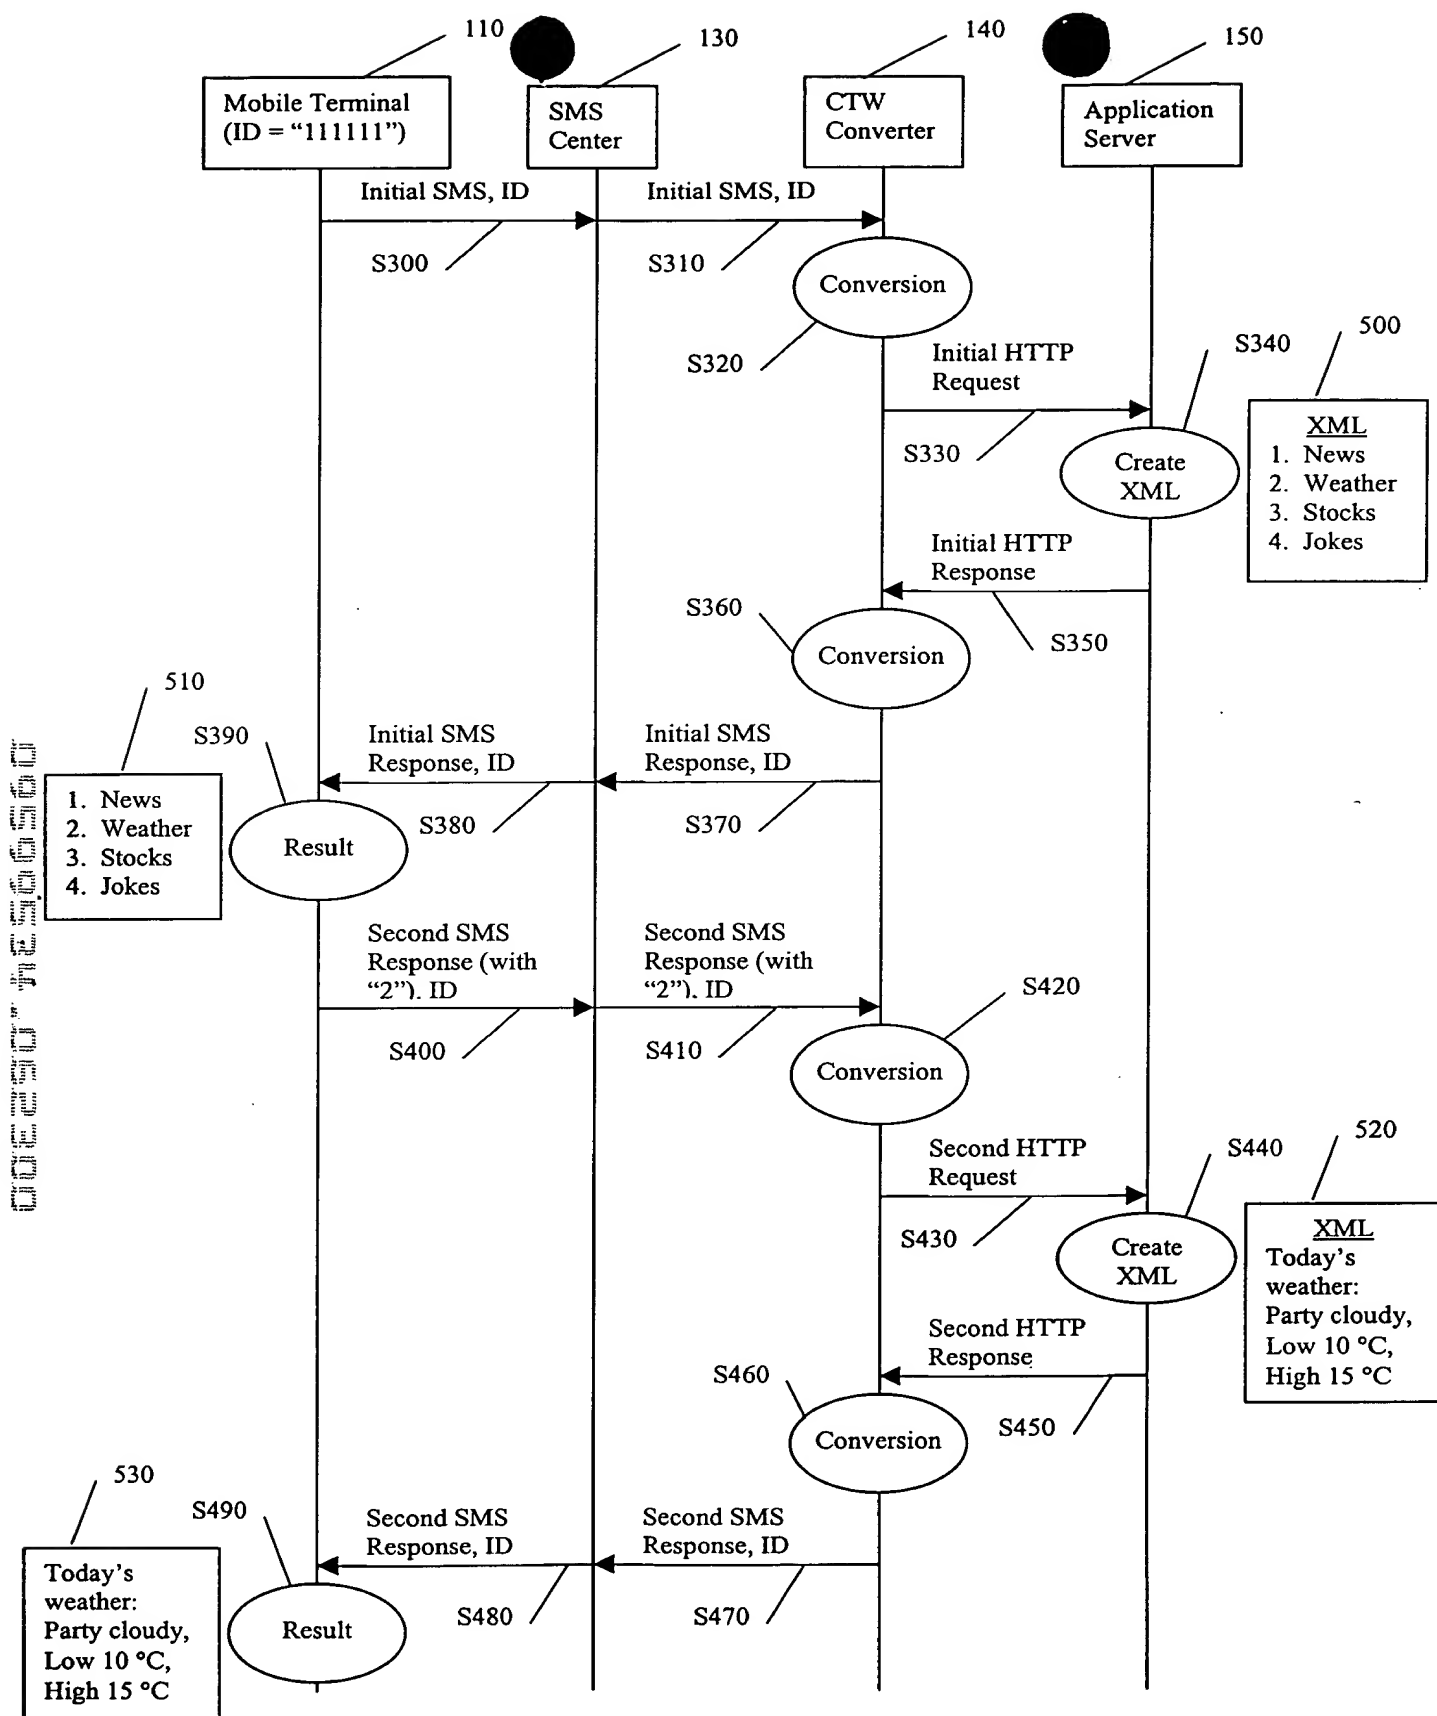 110
130
140
150
Mobile Terminal
(ID = "111111")
SMS
Center
CTW
Converter
Application
Server
Initial SMS, ID
Initial SMS, ID
S300
S310
Conversion
S320
Initial HTTP
Request
S340
500
S330
Create
XML
XML
1. News
2. Weather
3. Stocks
4. Jokes
Initial HTTP
Response
S360
S350
Conversion
510
S390
Initial SMS
Response, ID
Initial SMS
Response, ID
1. News
2. Weather
3. Stocks
4. Jokes
Result
S380
S370
Second SMS
Response (with
"2"), ID
Second SMS
Response (with
"2"), ID
S420
S400
S410
Conversion
Second HTTP
Request
S440
520
S430
Create
XML
XML
Today's
weather:
Party cloudy,
Low 10 °C,
High 15 °C
Second HTTP
Response
S460
S450
Conversion
530
S490
Second SMS
Response, ID
Second SMS
Response, ID
Today's
weather:
Party cloudy,
Low 10 °C,
High 15 °C
Result
S480
S470